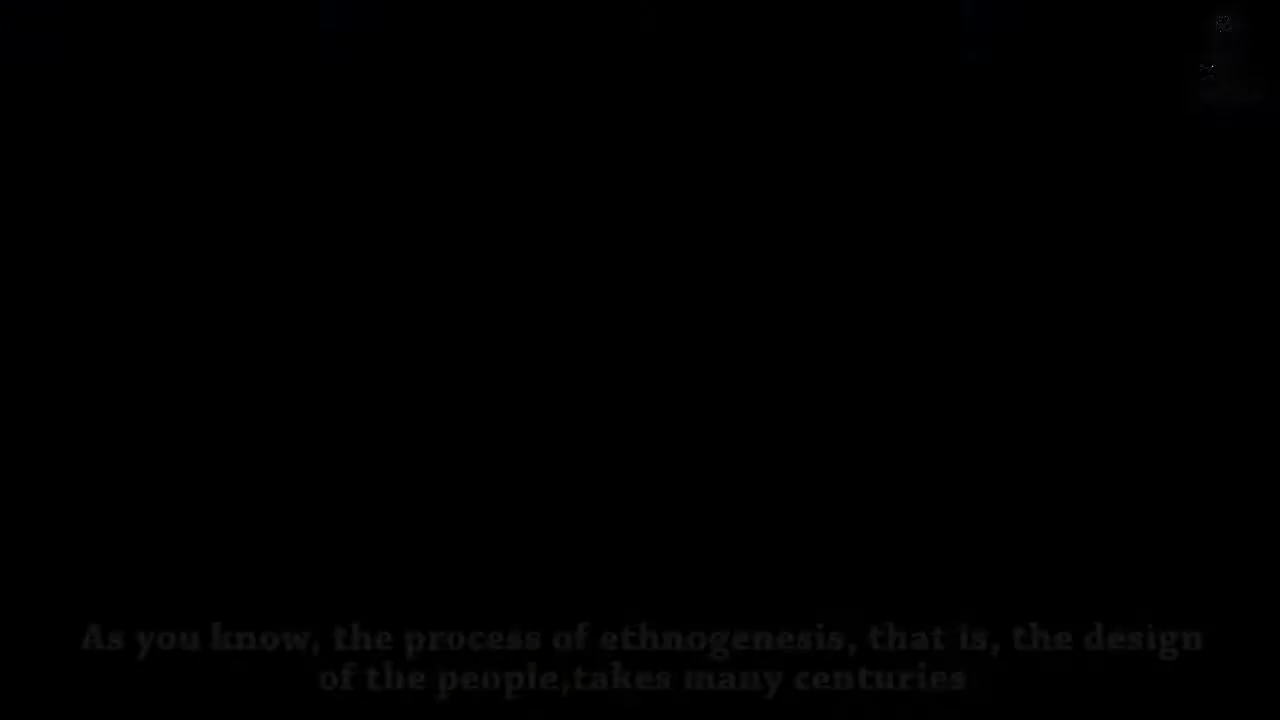 As you know, the process of ethnogenesis, that is, the design
of the people,takes many centuries